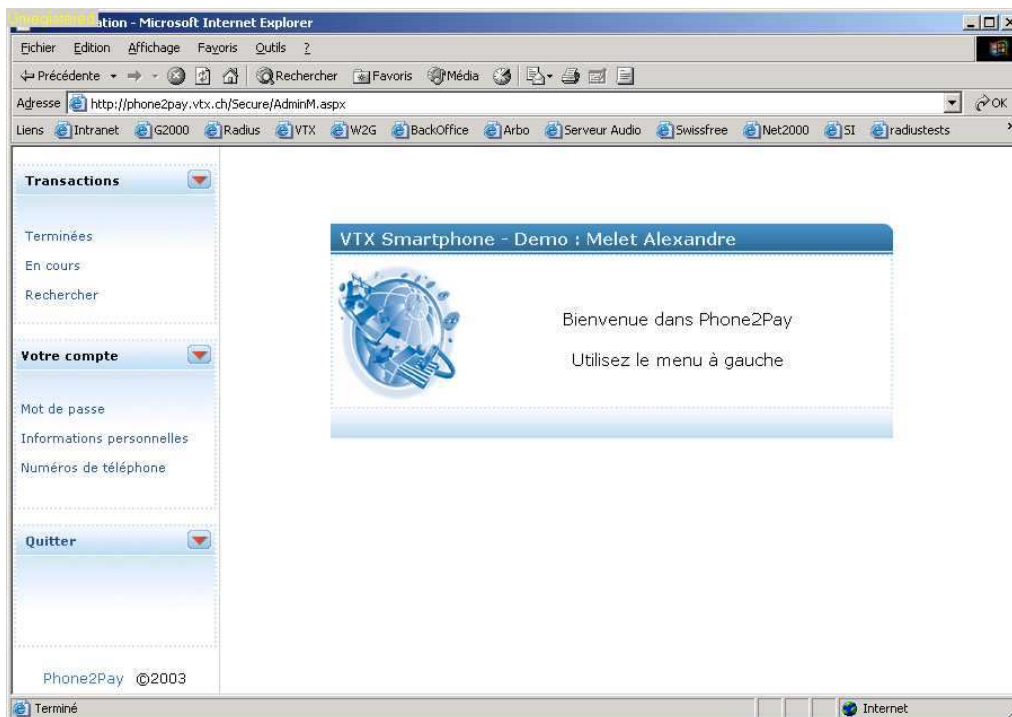 Unregistered ation - Microsoft Internet Explorer
Fichier Edition Affichage Favoris Outils ?
Précédente Rechercher Favoris Média
Adresse http://phone2pay.vtx.ch/Secure/AdminM.aspx OK
Liens Intranet G2000 Radius VTX W2G BackOffice Arbo Serveur Audio Swissfree Net2000 SI radiustests »
Transactions
Terminées
En cours
Rechercher
Votre compte
Mot de passe
Informations personnelles
Numéros de téléphone
Quitter
Phone2Pay ©2003
VTX Smartphone - Demo : Melet Alexandre
Bienvenue dans Phone2Pay
Utilisez le menu à gauche
Terminé Internet